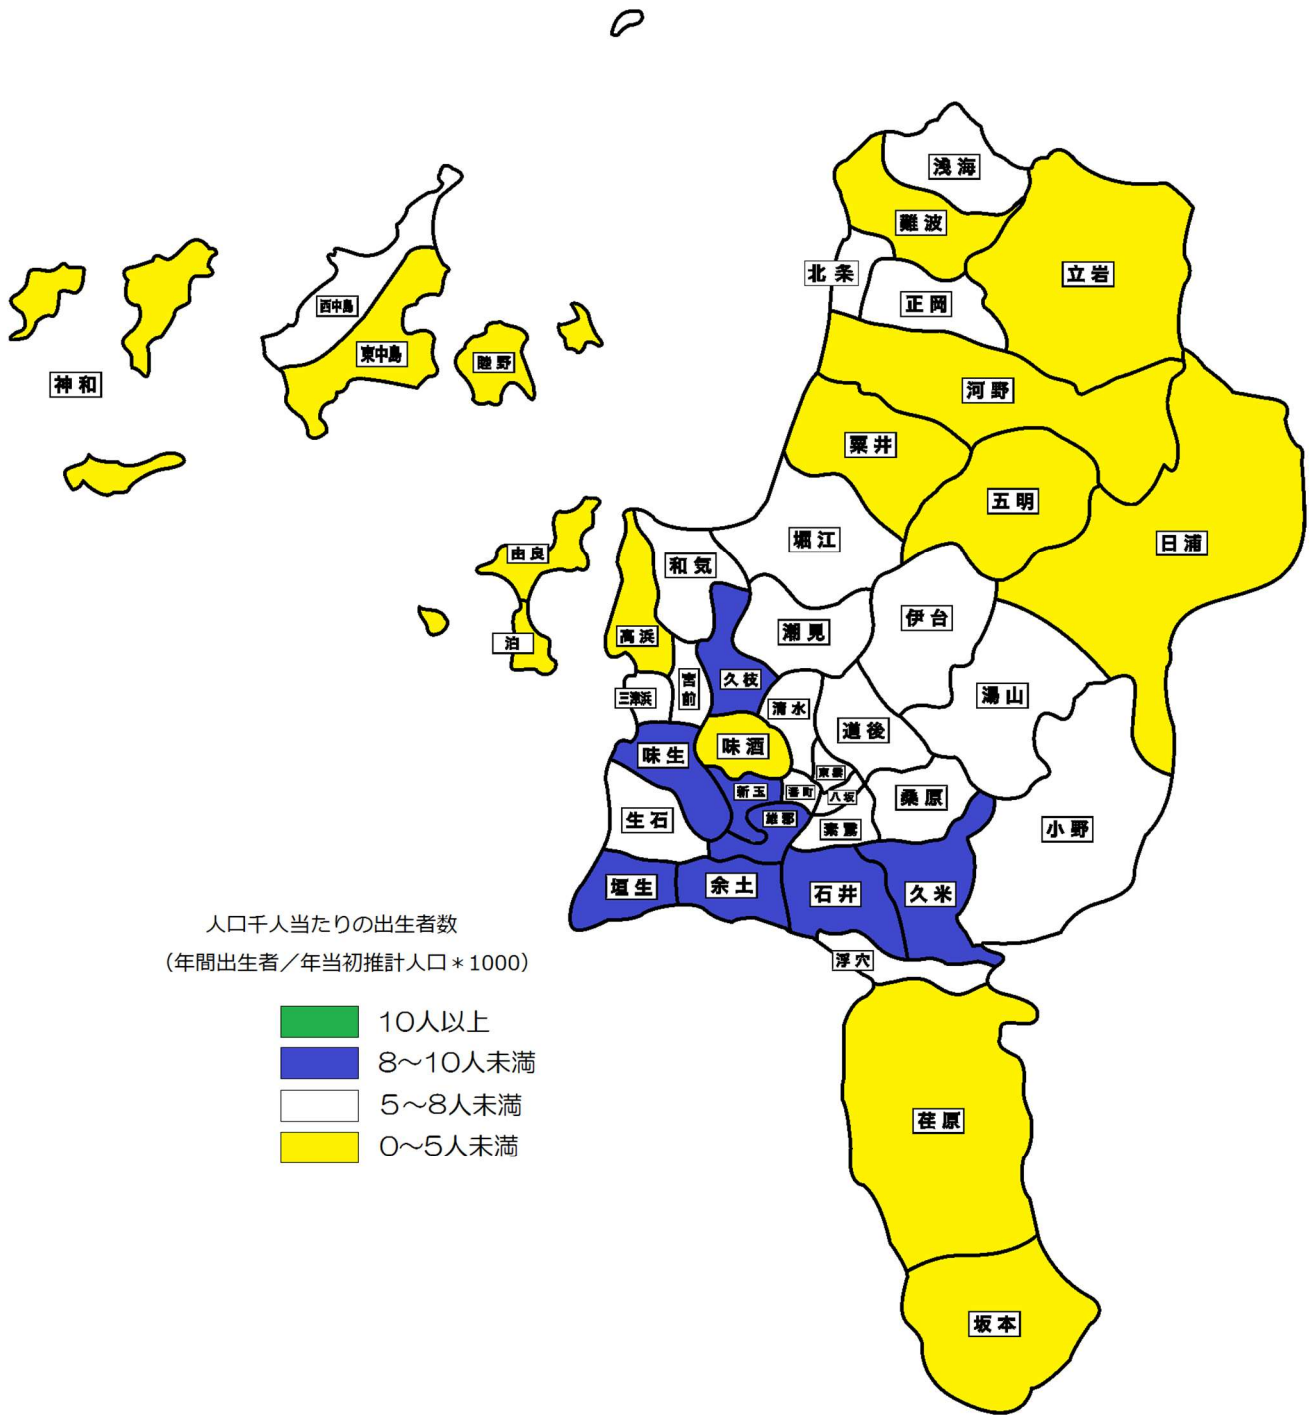 浅海
難波
北条
正岡
立岩
西中島
東中島
睦野
神和
河野
粟井
五明
日浦
堀江
由良
和気
泊
高浜
潮見
伊台
久枝
宮前
三津浜
清水
湯山
道後
味酒
味生
東雲
新玉
番町
八坂
桑原
生石
雄郡
素鵞
小野
垣生
余土
石井
久米
浮穴
荏原
坂本
人口千人当たりの出生者数
（年間出生者／年当初推計人口＊1000）
10人以上
8～10人未満
5～8人未満
0～5人未満